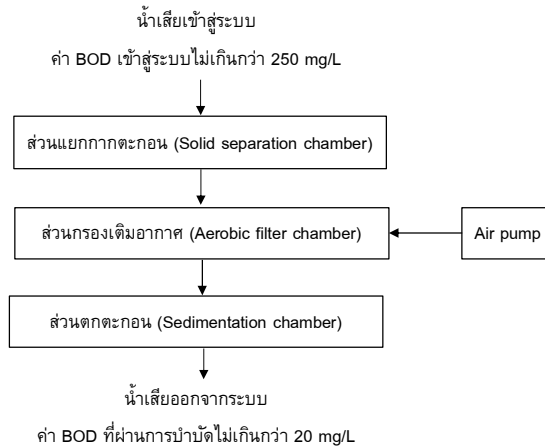 น้ำเสียเข้าสู่ระบบ
ค่า BOD เข้าสู่ระบบไม่เกินกว่า 250 mg/L
ส่วนแยกกากตะกอน (Solid separation chamber)
ส่วนกรองเติมอากาศ (Aerobic filter chamber)
Air pump
ส่วนตกตะกอน (Sedimentation chamber)
น้ำเสียออกจากระบบ
ค่า BOD ที่ผ่านการบำบัดไม่เกินกว่า 20 mg/L